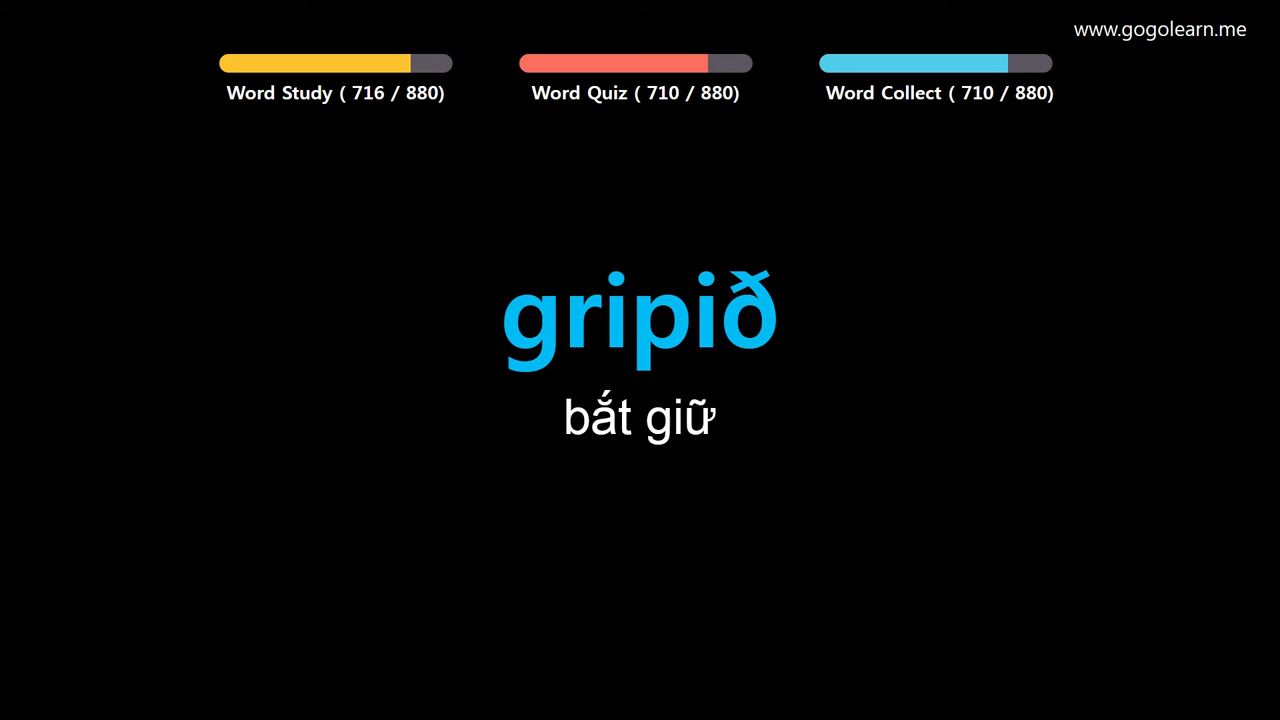 www.gogolearn.me
Word Study ( 716 / 880)
Word Quiz ( 710 / 880)
Word Collect ( 710 / 880)
gripið
bắt giữ